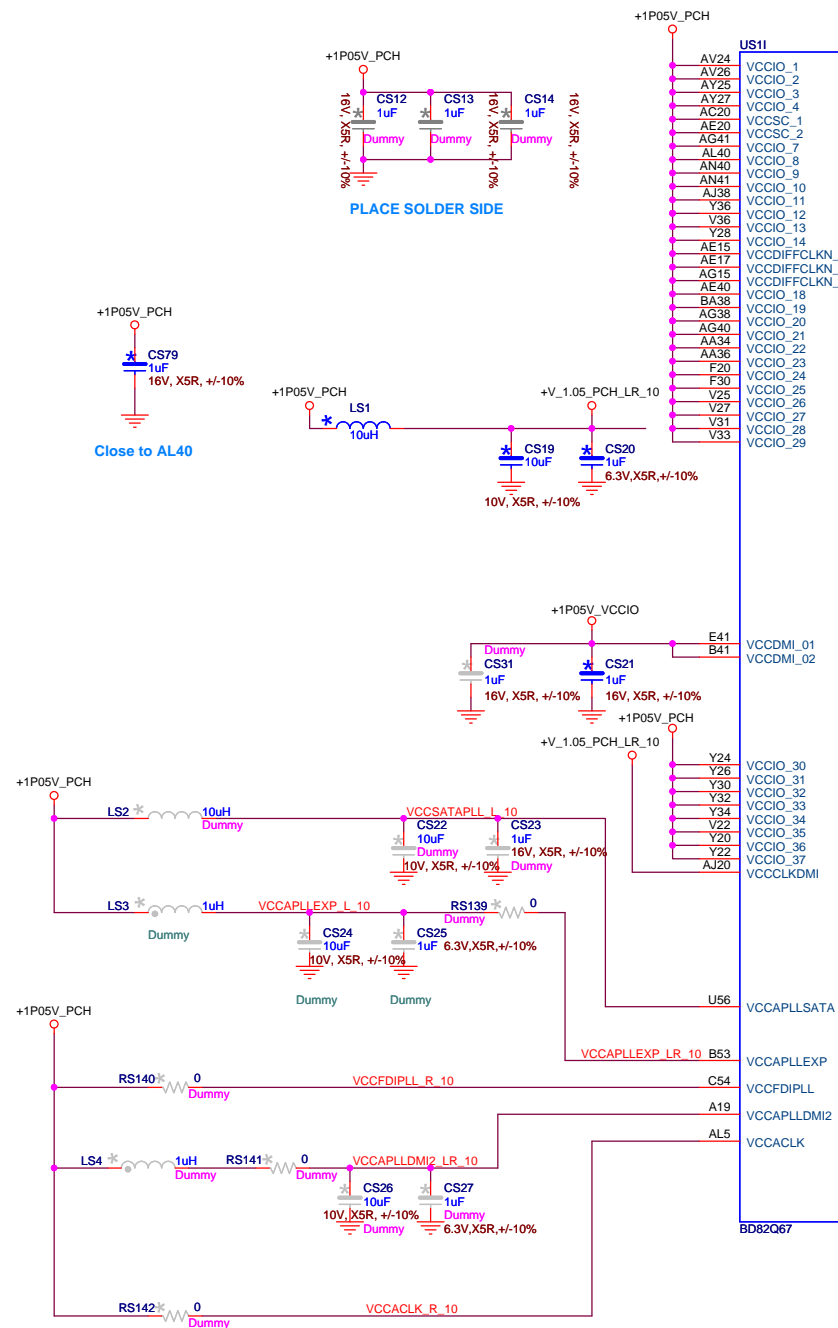 +1P05V_PCH
US1I
AV24 VCCIO_1
AV26 VCCIO_2
AY25 VCCIO_3
AY27 VCCIO_4
AC20 VCCSC_1
AE20 VCCSC_2
AG41 VCCIO_7
AL40 VCCIO_8
AN40 VCCIO_9
AN41 VCCIO_10
AJ38 VCCIO_11
Y36 VCCIO_12
V36 VCCIO_13
Y28 VCCIO_14
AE15 VCCDIFFCLKN_
AE17 VCCDIFFCLKN_
AG15 VCCDIFFCLKN_
AE40 VCCIO_18
BA38 VCCIO_19
AG38 VCCIO_20
AG40 VCCIO_21
AA34 VCCIO_22
AA36 VCCIO_23
F20 VCCIO_24
F30 VCCIO_25
V25 VCCIO_26
V27 VCCIO_27
V31 VCCIO_28
V33 VCCIO_29
+1P05V_PCH
CS12
1uF
16V, X5R, +/-10%
CS13
1uF
Dummy
16V, X5R, +/-10%
CS14
1uF
Dummy
16V, X5R, +/-10%
PLACE SOLDER SIDE
+1P05V_PCH
*
CS79
1uF
16V, X5R, +/-10%
Close to AL40
+1P05V_PCH
*
LS1
10uH
+V_1.05_PCH_LR_10
*
CS19
10uF
10V, X5R, +/-10%
*
CS20
1uF
6.3V,X5R,+/-10%
+1P05V_VCCIO
Dummy
*
CS31
1uF
16V, X5R, +/-10%
*
CS21
1uF
16V, X5R, +/-10%
E41 VCCDMI_01
B41 VCCDMI_02
+1P05V_PCH
+V_1.05_PCH_LR_10
Y24 VCCIO_30
Y26 VCCIO_31
Y30 VCCIO_32
Y32 VCCIO_33
Y34 VCCIO_34
V22 VCCIO_35
Y20 VCCIO_36
Y22 VCCIO_37
AJ20 VCCCLKDMI
+1P05V_PCH
LS2 * 10uH
Dummy
VCCSATAPLL_L_10
*
CS22
10uF
Dummy
10V, X5R, +/-10%
*
CS23
1uF
16V, X5R, +/-10%
Dummy
LS3 * 1uH
Dummy
VCCAPLLEXP_L_10
*
CS24
10uF
10V, X5R, +/-10%
Dummy
*
CS25
1uF
6.3V,X5R,+/-10%
Dummy
RS139 * 0
Dummy
U56 VCCAPLLSATA
VCCAPLLEXP_LR_10 B53 VCCAPLLEXP
+1P05V_PCH
RS140 * 0
Dummy
VCCFDIPLL_R_10 C54 VCCFDIPLL
A19 VCCAPLLDMI2
AL5 VCCACLK
LS4 * 1uH
Dummy
RS141 * 0
Dummy
VCCAPLLDMI2_LR_10
*
CS26
10uF
10V, X5R, +/-10%
Dummy
*
CS27
1uF
Dummy
6.3V,X5R,+/-10%
BD82Q67
RS142 * 0
Dummy
VCCACLK_R_10